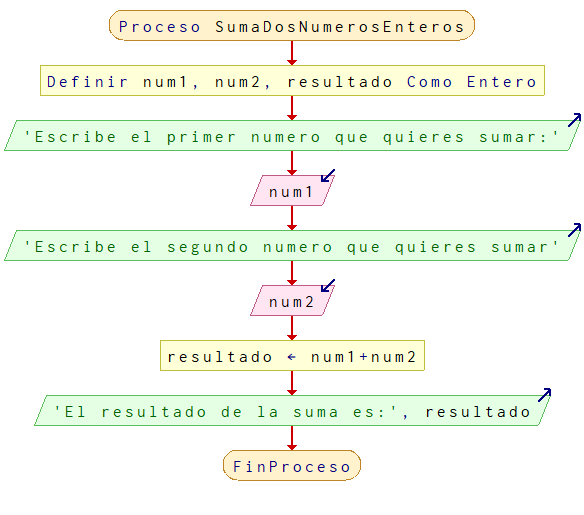 Proceso SumaDosNumerosEnteros
Definir num1, num2, resultado Como Entero
'Escribe el primer numero que quieres sumar:'
num1
'Escribe el segundo numero que quieres sumar'
num2
resultado ← num1+num2
'El resultado de la suma es:', resultado
FinProceso